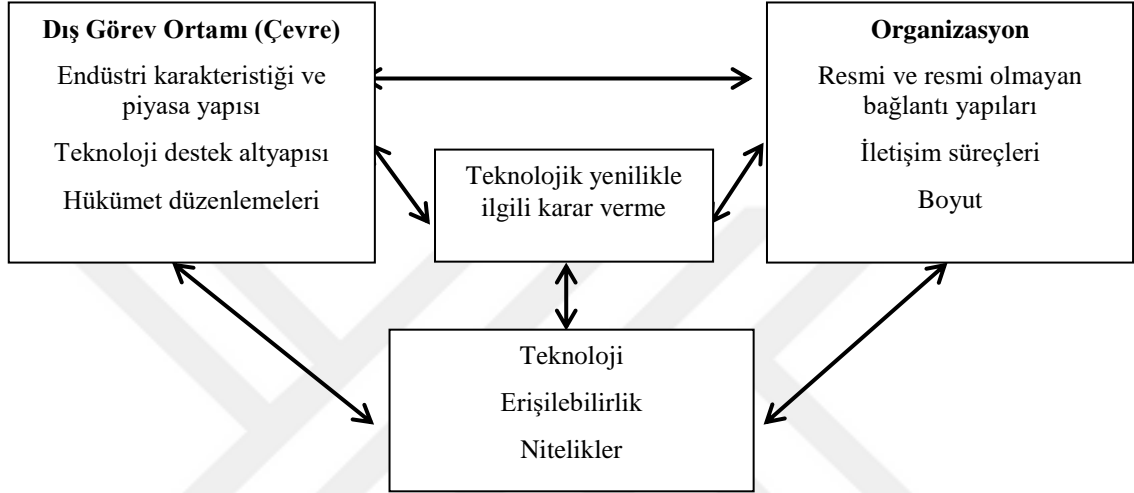 Dış Görev Ortamı (Çevre)
Endüstri karakteristiği ve
piyasa yapısı
Teknoloji destek altyapısı
Hükümet düzenlemeleri
Organizasyon
Resmi ve resmi olmayan
bağlantı yapıları
İletişim süreçleri
Boyut
Teknolojik yenilikle
ilgili karar verme
Teknoloji
Erişilebilirlik
Nitelikler